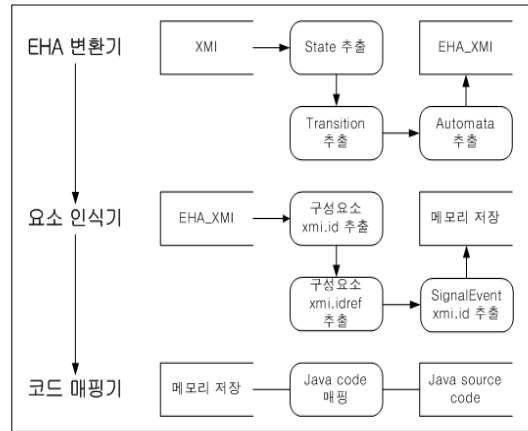 EHA 변환기
XMI
State 추출
EHA_XMI
Transition
추출
Automata
추출
요소 인식기
EHA_XMI
구성요소
xmi.id 추출
메모리 저장
구성요소
xmi.idref
추출
SignalEvent
xmi.id 추출
코드 매핑기
메모리 저장
Java code
매핑
Java source
code